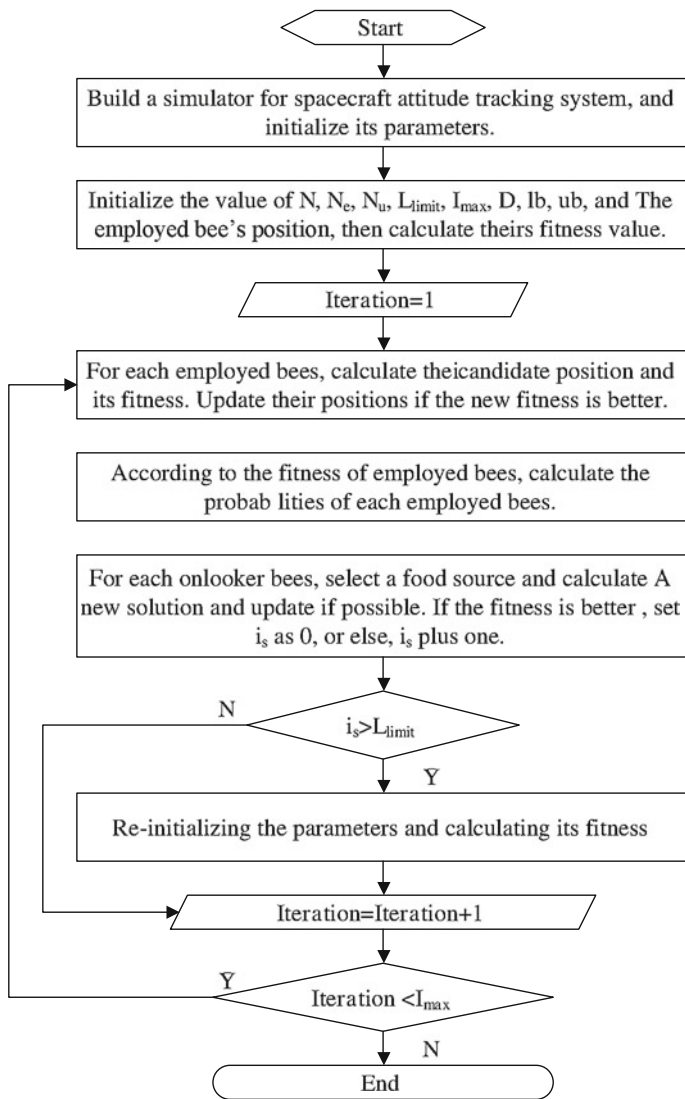 Start
Build a simulator for spacecraft attitude tracking system, and
initialize its parameters.
Initialize the value of N, Nₑ, Nᵤ, L_limit, I_max, D, lb, ub, and The
employed bee's position, then calculate theirs fitness value.
Iteration=1
For each employed bees, calculate theicandidate position and
its fitness. Update their positions if the new fitness is better.
According to the fitness of employed bees, calculate the
probab lities of each employed bees.
For each onlooker bees, select a food source and calculate A
new solution and update if possible. If the fitness is better , set
iₛ as 0, or else, iₛ plus one.
N
iₛ>L_limit
Y
Re-initializing the parameters and calculating its fitness
Iteration=Iteration+1
Y
Iteration <I_max
N
End